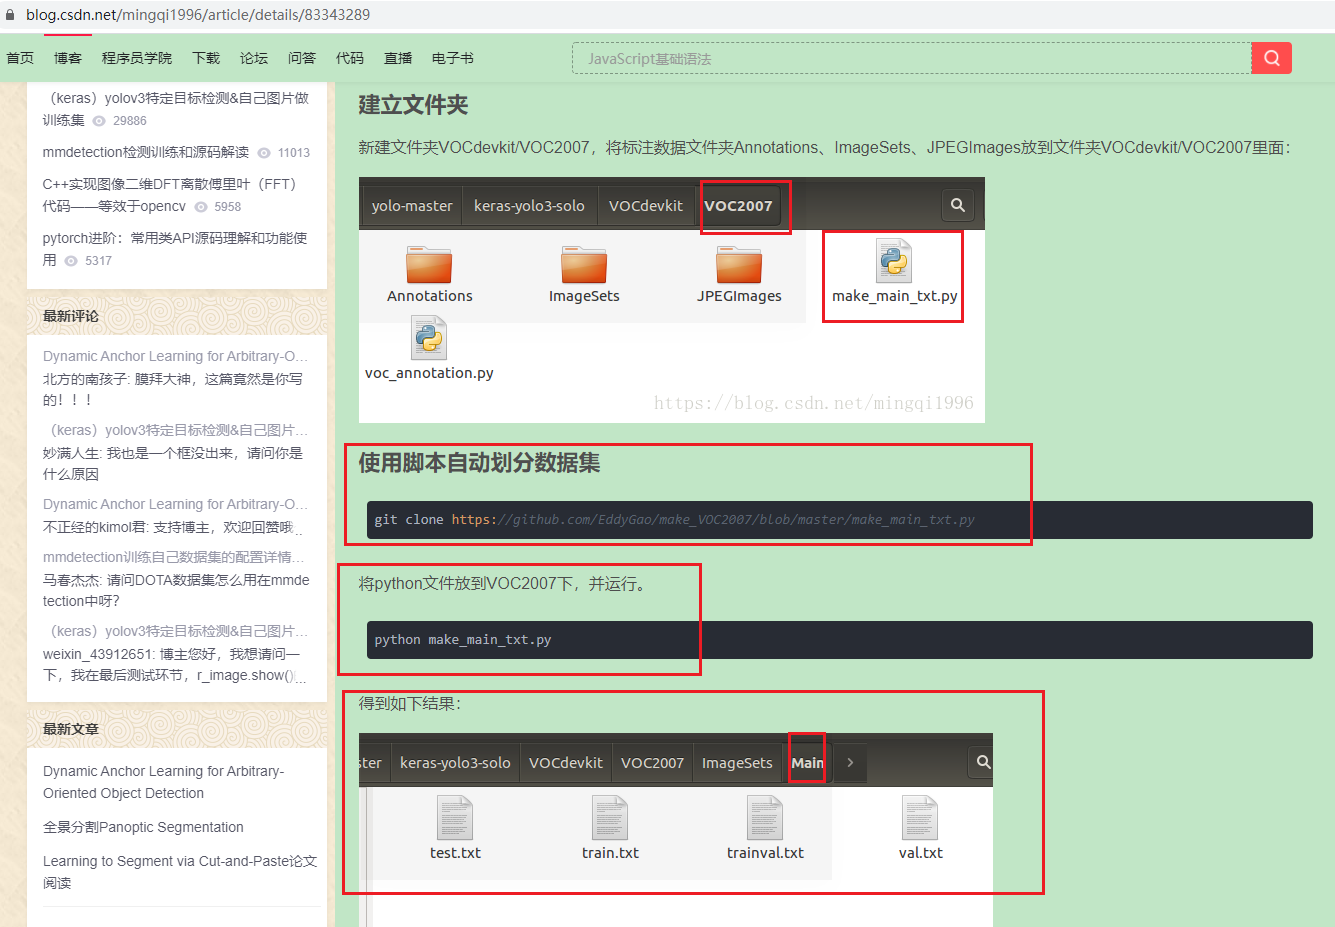 blog.csdn.net/mingqi1996/article/details/83343289
首页 博客 程序员学院 下载 论坛 问答 代码 直播 电子书 JavaScript基础语法
（keras）yolov3特定目标检测&自己图片做
训练集 29886
mmdetection检测训练和源码解读 11013
C++实现图像二维DFT离散傅里叶（FFT）
代码——等效于opencv 5958
pytorch进阶：常用类API源码理解和功能使
用 5317
最新评论
Dynamic Anchor Learning for Arbitrary-O...
北方的南孩子: 膜拜大神，这篇竟然是你写
的！！！
（keras）yolov3特定目标检测&自己图片...
妙满人生: 我也是一个框没出来，请问你是
什么原因
Dynamic Anchor Learning for Arbitrary-O...
不正经的kimol君: 支持博主，欢迎回赞哦...
mmdetection训练自己数据集的配置详情...
马春杰杰: 请问DOTA数据集怎么用在mmde
tection中呀?
（keras）yolov3特定目标检测&自己图片...
weixin_43912651: 博主您好，我想请问一
下，我在最后测试环节，r_image.show()...
最新文章
Dynamic Anchor Learning for Arbitrary-
Oriented Object Detection
全景分割Panoptic Segmentation
Learning to Segment via Cut-and-Paste论文
阅读
建立文件夹
新建文件夹VOCdevkit/VOC2007，将标注数据文件夹Annotations、ImageSets、JPEGImages放到文件夹VOCdevkit/VOC2007里面：
yolo-master keras-yolo3-solo VOCdevkit VOC2007
Annotations ImageSets JPEGImages make_main_txt.py
voc_annotation.py
https://blog.csdn.net/mingqi1996
使用脚本自动划分数据集
git clone https://github.com/EddyGao/make_VOC2007/blob/master/make_main_txt.py
将python文件放到VOC2007下，并运行。
python make_main_txt.py
得到如下结果：
ster keras-yolo3-solo VOCdevkit VOC2007 ImageSets Main
test.txt train.txt trainval.txt val.txt